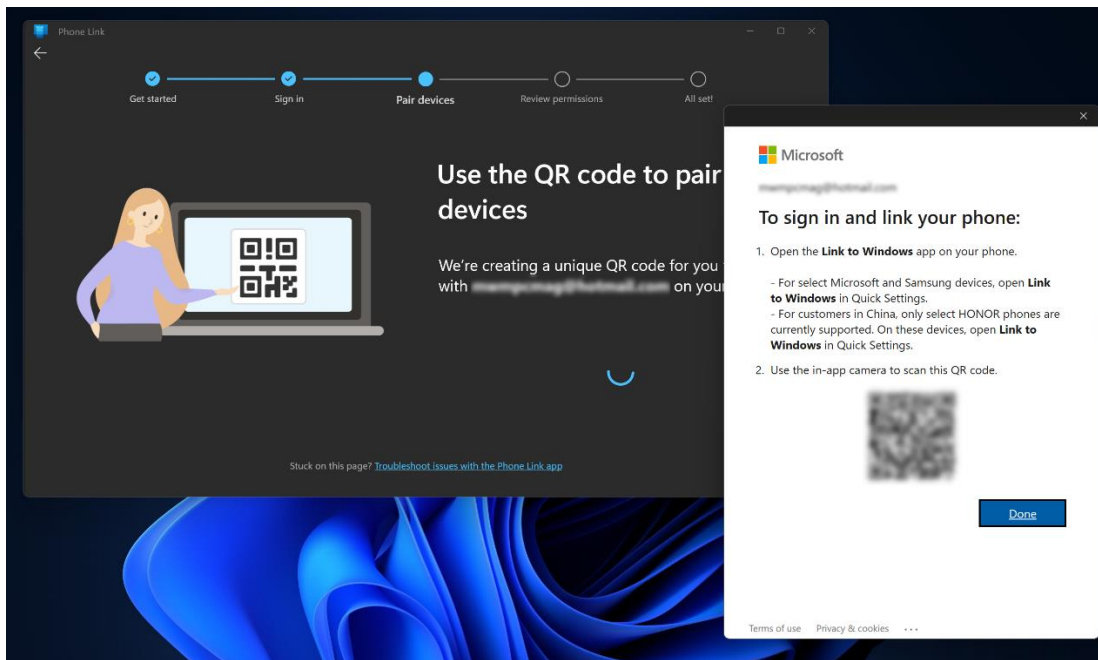 Phone Link
Get started
Sign in
Pair devices
Review permissions
All set!
Use the QR code to pair
devices
We're creating a unique QR code for you
with
on your
Stuck on this page? Troubleshoot issues with the Phone Link app
Microsoft
To sign in and link your phone:
1. Open the Link to Windows app on your phone.
- For select Microsoft and Samsung devices, open Link
to Windows in Quick Settings.
- For customers in China, only select HONOR phones are
currently supported. On these devices, open Link to
Windows in Quick Settings.
2. Use the in-app camera to scan this QR code.
Done
Terms of use Privacy & cookies ...